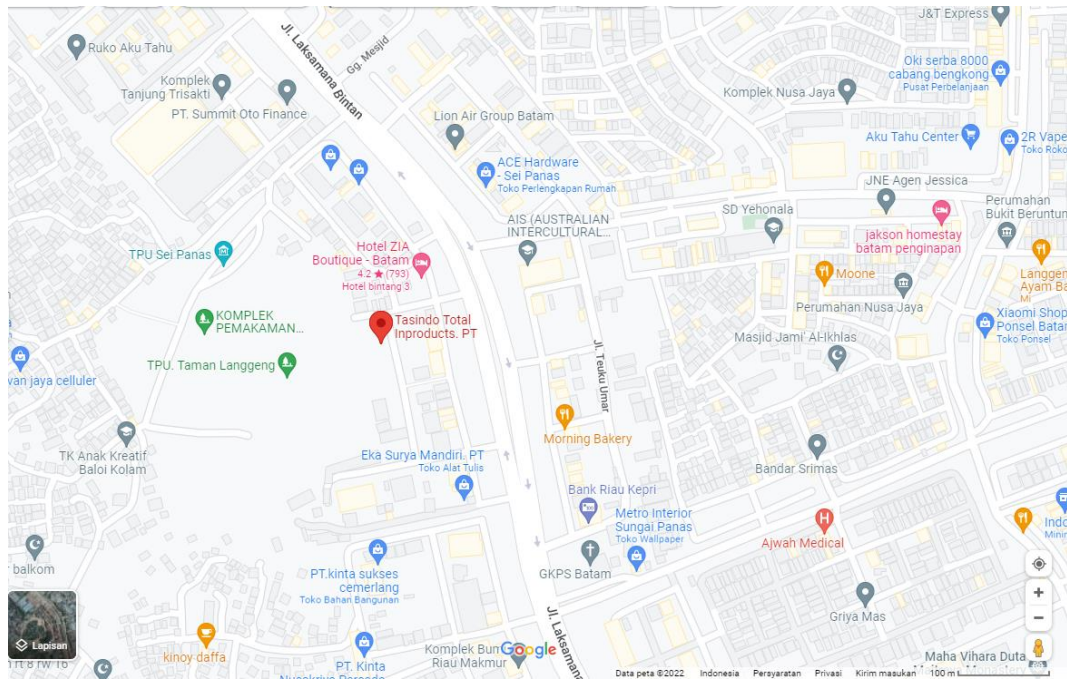 J&T Express
Ruko Aku Tahu
Jl. Laksamana Bintan
Gg. Mesjid
Oki serba 8000
cabang bengkong
Pusat Perbelanjaan
Komplek
Tanjung Trisakti
PT. Summit Oto Finance
Komplek Nusa Jaya
Lion Air Group Batam
Aku Tahu Center
2R Vape
Toko Roko
ACE Hardware
- Sei Panas
Toko Perlengkapan Rumah
JNE Agen Jessica
Perumahan
Bukit Beruntun
SD Yehonala
AIS (AUSTRALIAN
INTERCULTURAL...
jakson homestay
batam penginapan
TPU Sei Panas
Hotel ZIA
Boutique - Batam
4.2 ★ (793)
Hotel bintang 3
Moone
Langgen
Ayam Ba
Mi
Perumahan Nusa Jaya
KOMPLEK
PEMAKAMAN...
Tasindo Total
Inproducts. PT
Xiaomi Shop
Ponsel Batar
Toko Ponsel
Masjid Jami' Al-Ikhlas
TPU. Taman Langgeng
Jl. Teuku Umar
van jaya celluler
Morning Bakery
TK Anak Kreatif
Baloi Kolam
Eka Surya Mandiri. PT
Toko Alat Tulis
Bandar Srimas
Bank Riau Kepri
Metro Interior
Sungai Panas
Toko Wallpaper
Ajwah Medical
Indo
Minim
balkom
PT.kinta sukses
cemerlang
Toko Bahan Bangunan
GKPS Batam
Jl. Laksamana
Griya Mas
Lapisan
kinoy daffa
PT. Kinta
Komplek Bum
Riau Makmur
Google
Maha Vihara Duta
Data peta ©2022 Indonesia Persyaratan Privasi Kirim masukan 100 m